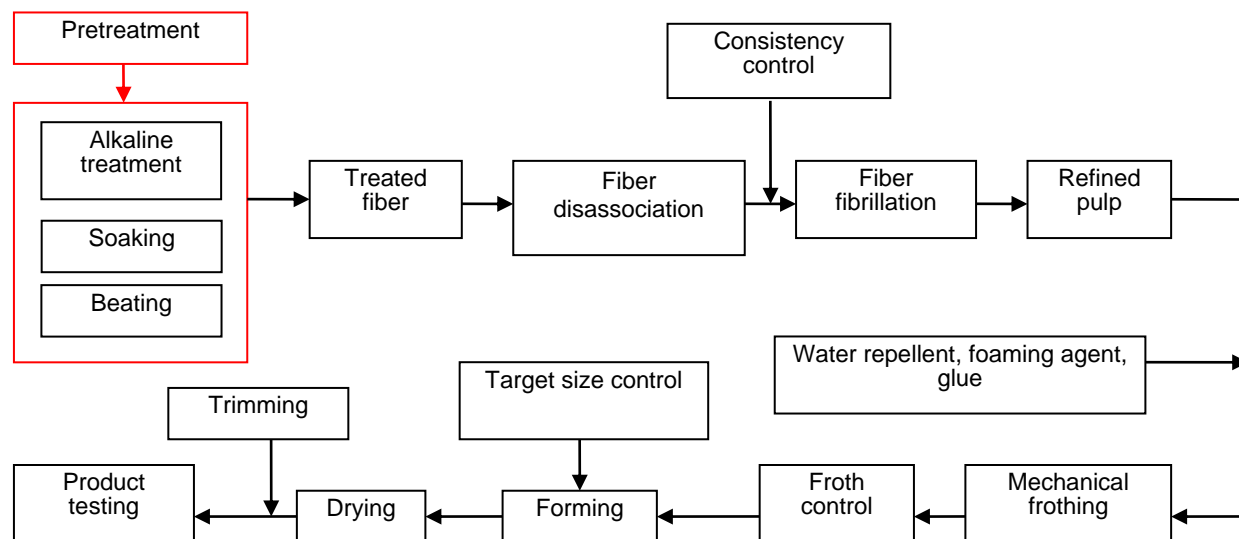 Pretreatment
Alkaline
treatment
Soaking
Beating
Treated
fiber
Fiber
disassociation
Consistency
control
Fiber
fibrillation
Refined
pulp
Water repellent, foaming agent,
glue
Mechanical
frothing
Froth
control
Target size control
Forming
Drying
Trimming
Product
testing